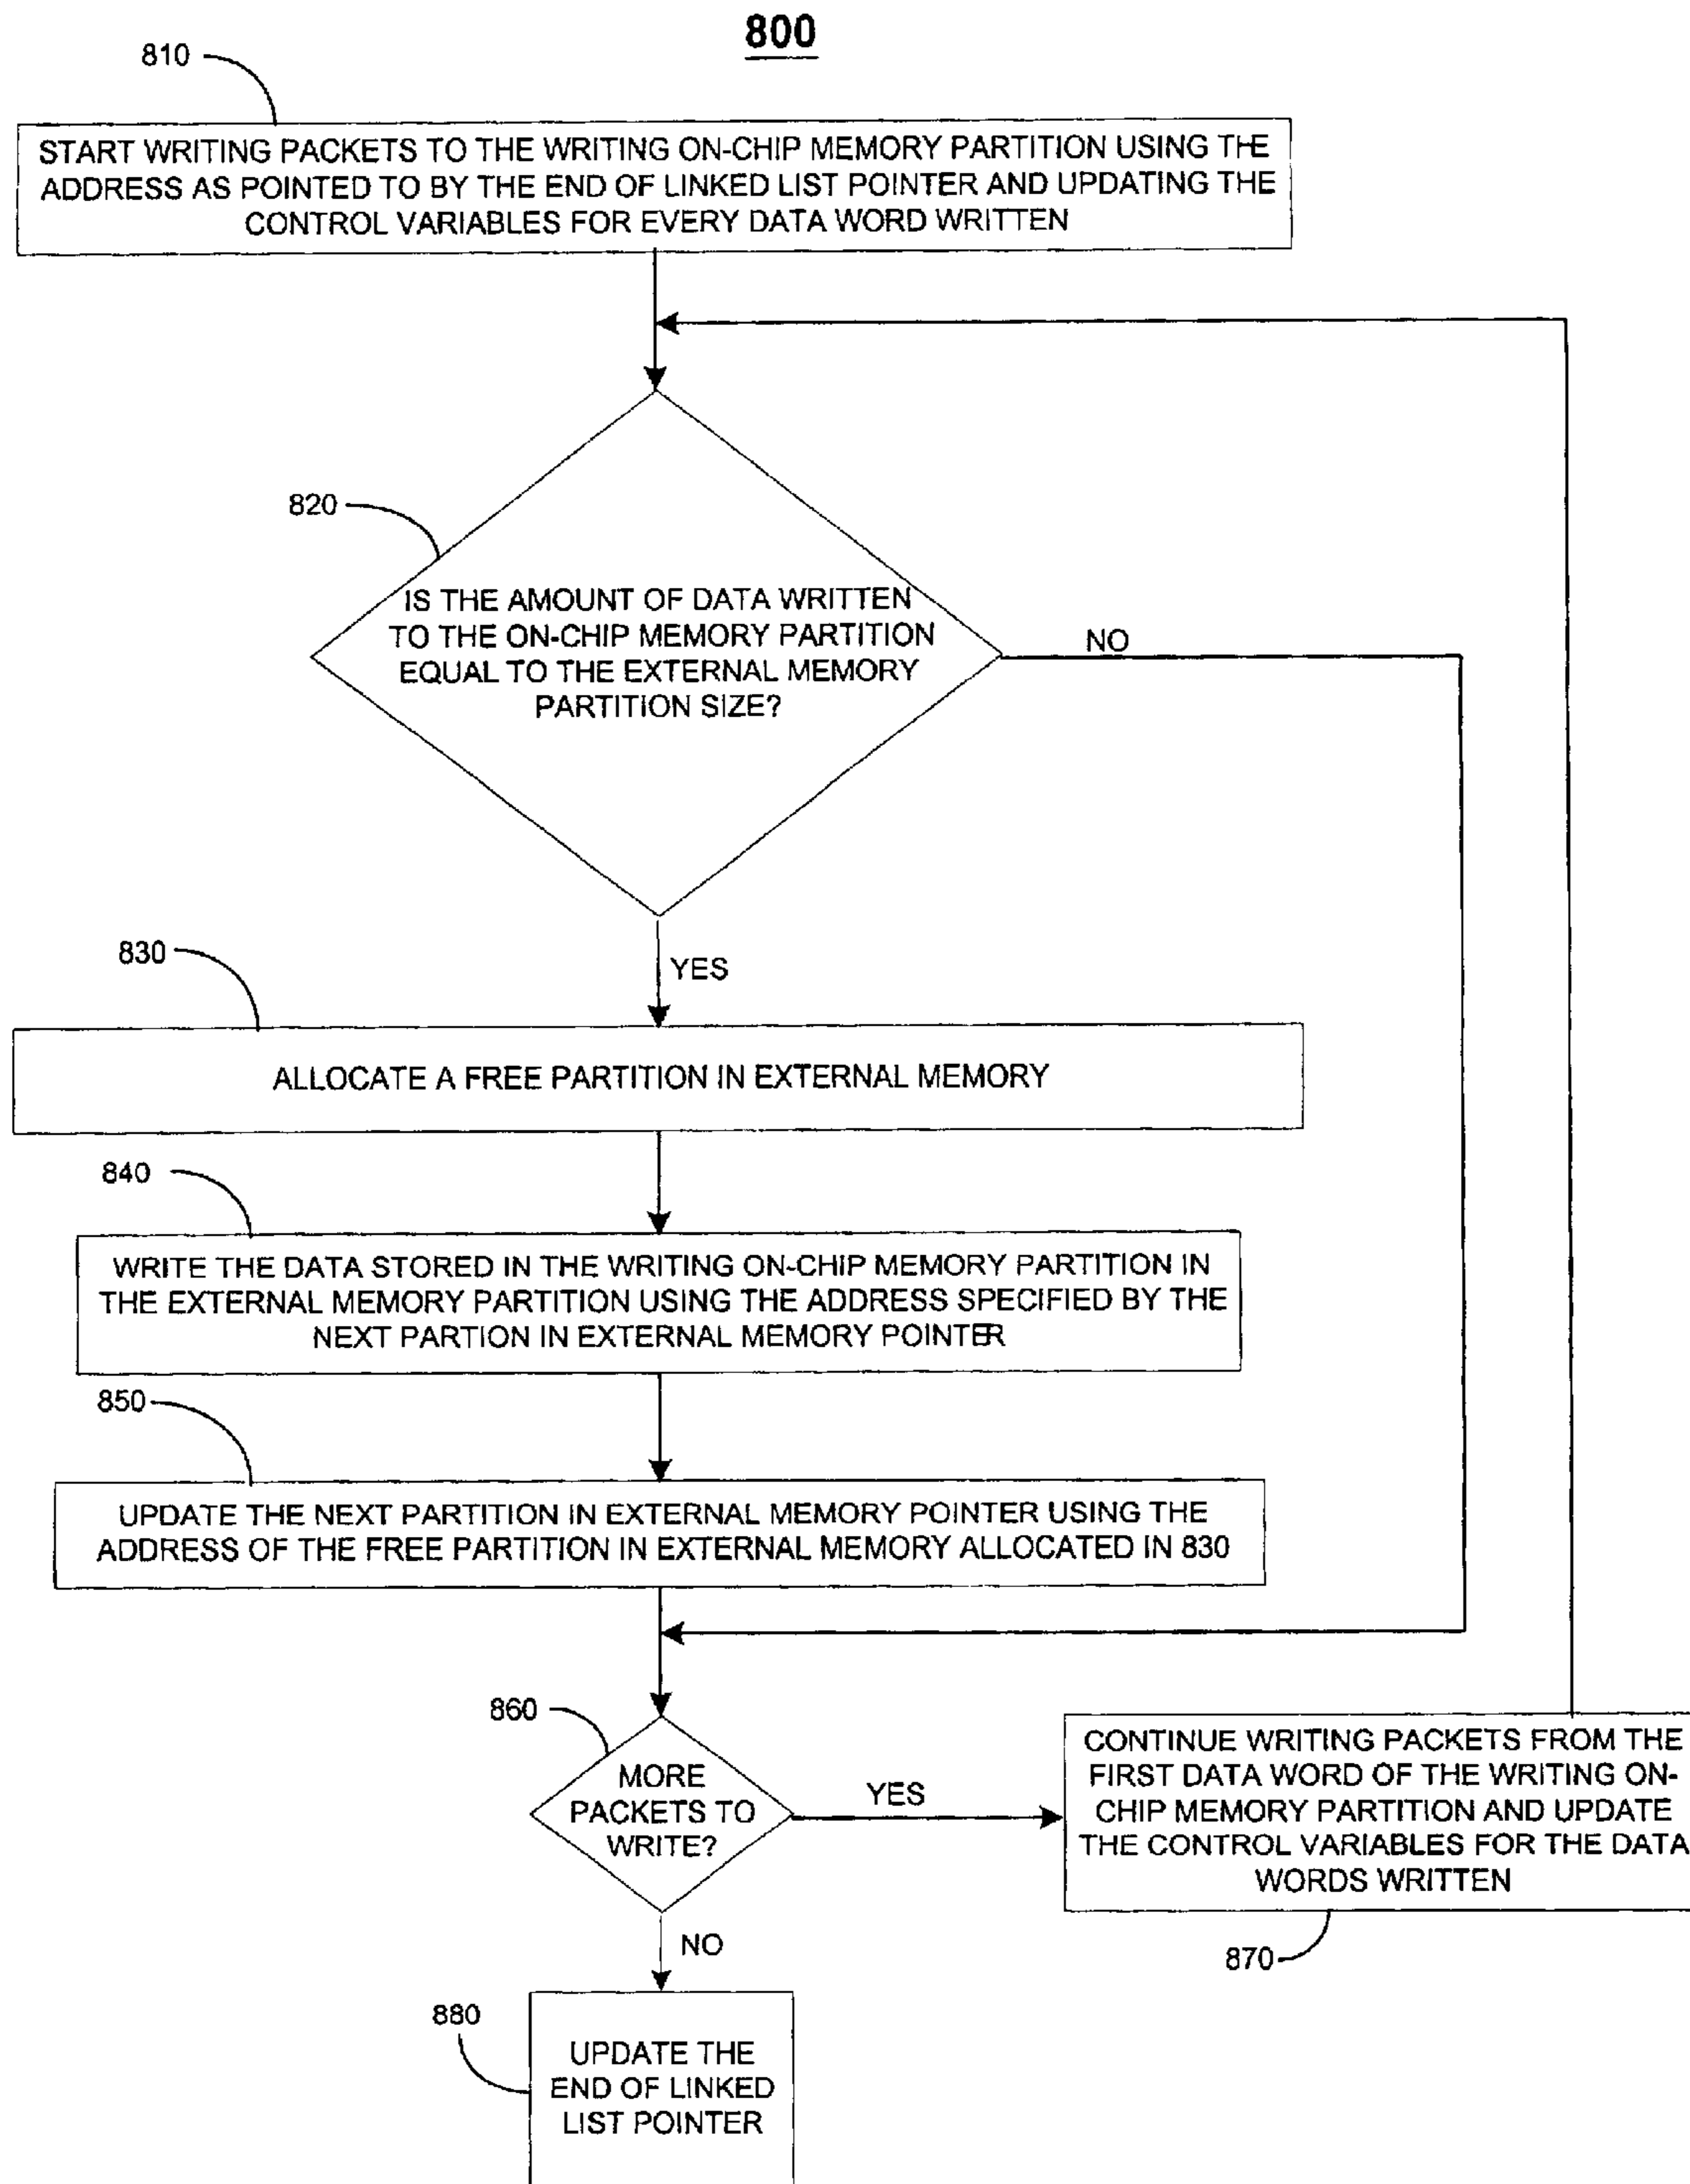 800
810
START WRITING PACKETS TO THE WRITING ON-CHIP MEMORY PARTITION USING THE
ADDRESS AS POINTED TO BY THE END OF LINKED LIST POINTER AND UPDATING THE
CONTROL VARIABLES FOR EVERY DATA WORD WRITTEN
820
IS THE AMOUNT OF DATA WRITTEN
TO THE ON-CHIP MEMORY PARTITION
EQUAL TO THE EXTERNAL MEMORY
PARTITION SIZE?
NO
YES
830
ALLOCATE A FREE PARTITION IN EXTERNAL MEMORY
840
WRITE THE DATA STORED IN THE WRITING ON-CHIP MEMORY PARTITION IN
THE EXTERNAL MEMORY PARTITION USING THE ADDRESS SPECIFIED BY THE
NEXT PARTION IN EXTERNAL MEMORY POINTER
850
UPDATE THE NEXT PARTITION IN EXTERNAL MEMORY POINTER USING THE
ADDRESS OF THE FREE PARTITION IN EXTERNAL MEMORY ALLOCATED IN 830
860
MORE
PACKETS TO
WRITE?
YES
CONTINUE WRITING PACKETS FROM THE
FIRST DATA WORD OF THE WRITING ON-
CHIP MEMORY PARTITION AND UPDATE
THE CONTROL VARIABLES FOR THE DATA
WORDS WRITTEN
870
NO
880
UPDATE THE
END OF LINKED
LIST POINTER